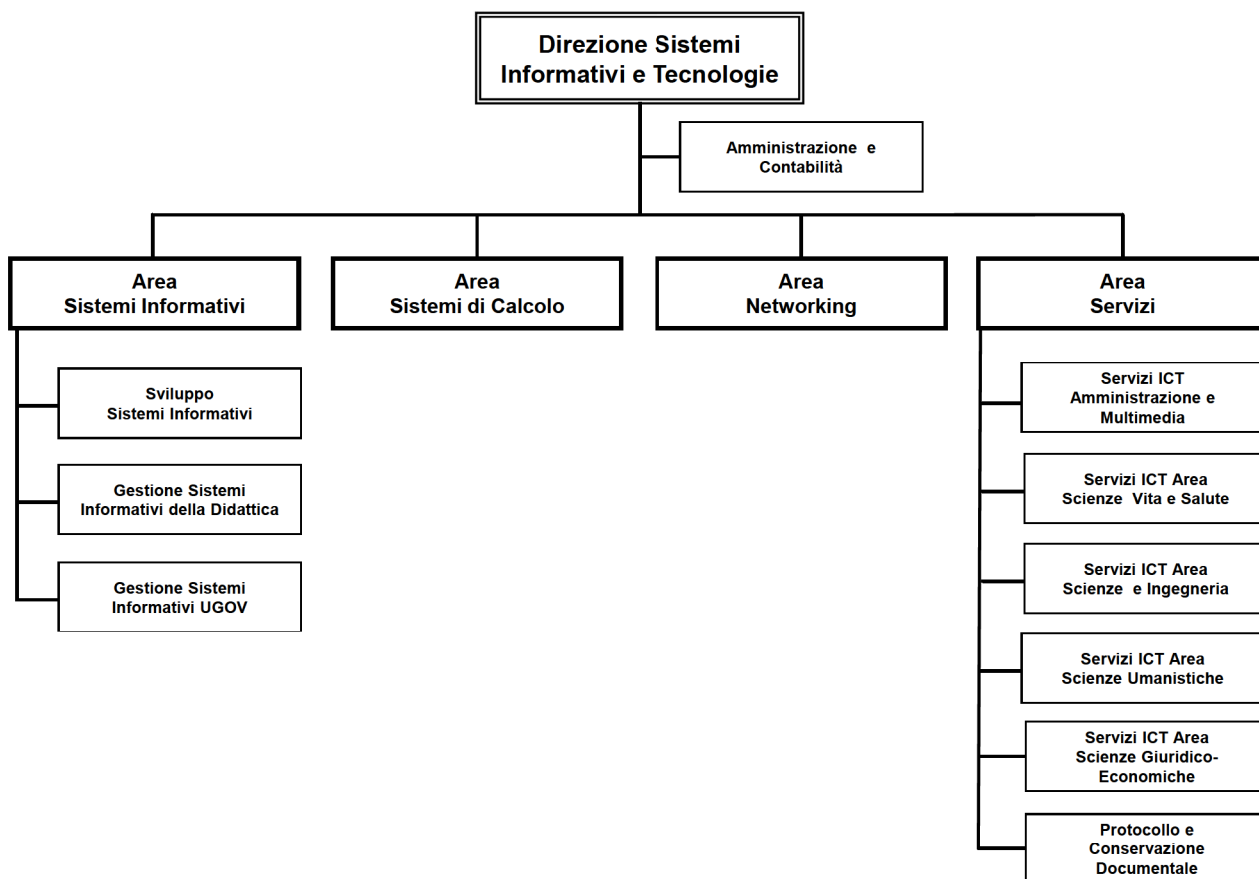 Direzione Sistemi
Informativi e Tecnologie
Amministrazione e
Contabilità
Area
Sistemi Informativi
Area
Sistemi di Calcolo
Area
Networking
Area
Servizi
Sviluppo
Sistemi Informativi
Gestione Sistemi
Informativi della Didattica
Gestione Sistemi
Informativi UGOV
Servizi ICT
Amministrazione e
Multimedia
Servizi ICT Area
Scienze Vita e Salute
Servizi ICT Area
Scienze e Ingegneria
Servizi ICT Area
Scienze Umanistiche
Servizi ICT Area
Scienze Giuridico-
Economiche
Protocollo e
Conservazione
Documentale